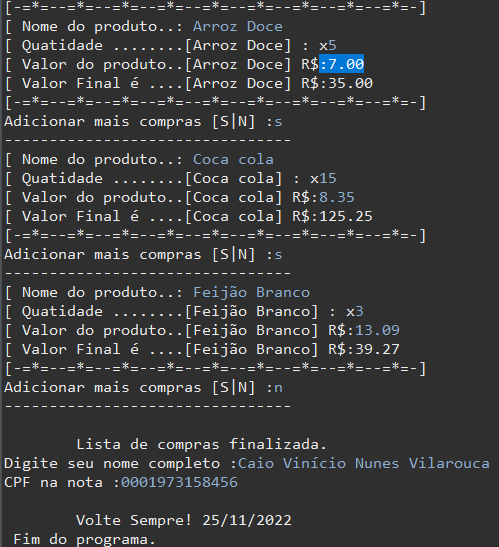 [-=*=--=*=--=*=--=*=--=*=--=*=--=*=--=*=-]
[ Nome do produto..: Arroz Doce
[ Quatidade ........[Arroz Doce] : x5
[ Valor do produto..[Arroz Doce] R$:7.00
[ Valor Final é ....[Arroz Doce] R$:35.00
[-=*=--=*=--=*=--=*=--=*=--=*=--=*=--=*=-]
Adicionar mais compras [S|N] :s
--------------------------------
[ Nome do produto..: Coca cola
[ Quatidade ........[Coca cola] : x15
[ Valor do produto..[Coca cola] R$:8.35
[ Valor Final é ....[Coca cola] R$:125.25
[-=*=--=*=--=*=--=*=--=*=--=*=--=*=--=*=-]
Adicionar mais compras [S|N] :s
--------------------------------
[ Nome do produto..: Feijão Branco
[ Quatidade ........[Feijão Branco] : x3
[ Valor do produto..[Feijão Branco] R$:13.09
[ Valor Final é ....[Feijão Branco] R$:39.27
[-=*=--=*=--=*=--=*=--=*=--=*=--=*=--=*=-]
Adicionar mais compras [S|N] :n
--------------------------------
Lista de compras finalizada.
Digite seu nome completo :Caio Vinício Nunes Vilarouca
CPF na nota :0001973158456
Volte Sempre! 25/11/2022
Fim do programa.